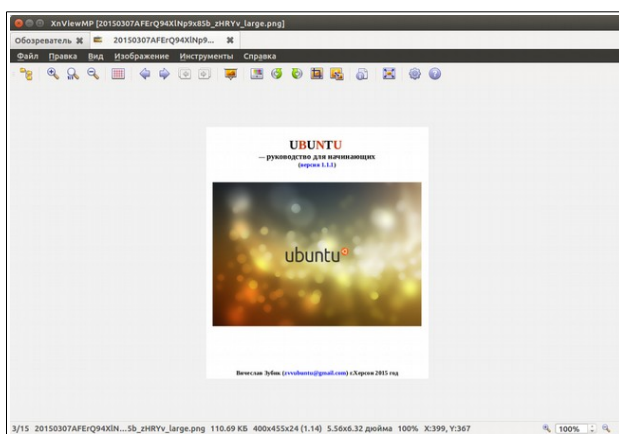 XnViewMP [20150307AFErQ94XlNp9x85b_zHRYv_large.png]
Обозреватель 20150307AFErQ94XlNp9...
Файл Правка Вид Изображение Инструменты Справка
UBUNTU
— руководство для начинающих
(версия 1.1.1)
ubuntu
Вячеслав Зубик (zvvubuntu@gmail.com) г.Херсон 2015 год
3/15 20150307AFErQ94XlN...5b_zHRYv_large.png 110.69 КБ 400x455x24 (1.14) 5.56x6.32 дюйма 100% X:399, Y:367 100%